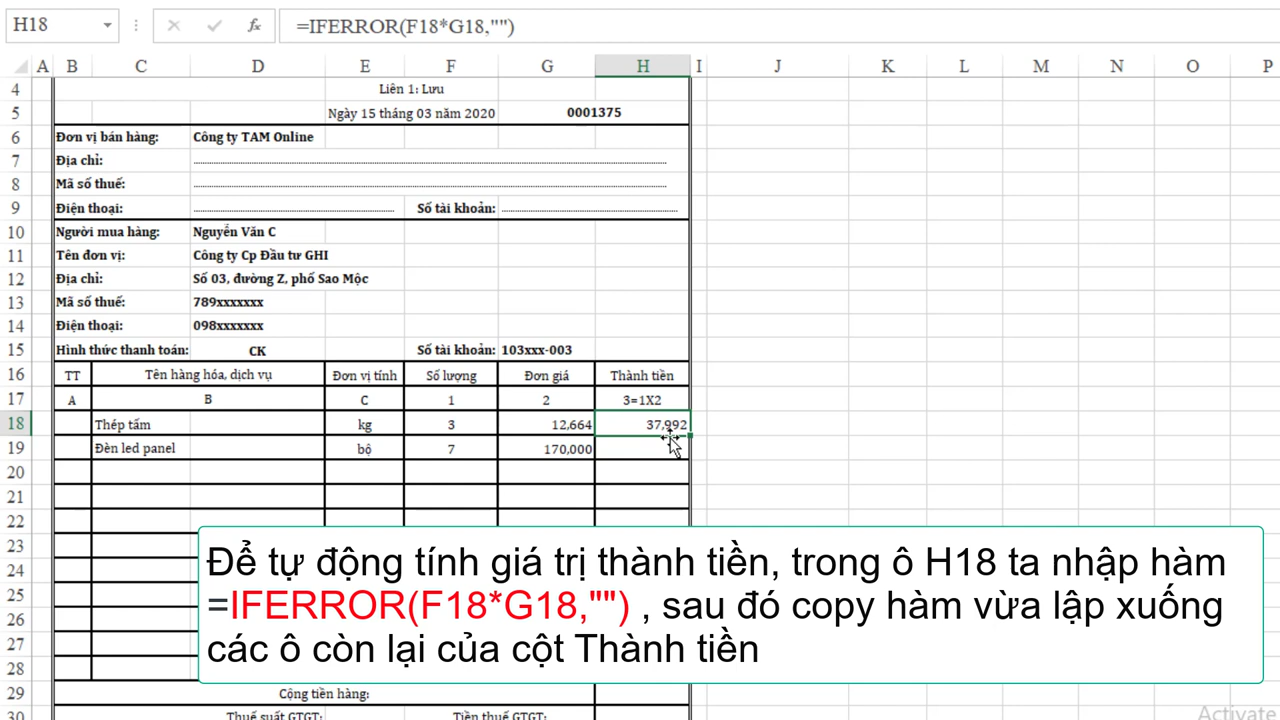 H18 fx =IFERROR(F18*G18,"")
A B C D E F G H I J K L M N O P
4 Liên 1: Lưu
5 Ngày 15 tháng 03 năm 2020 0001375
6 Đơn vị bán hàng: Công ty TAM Online
7 Địa chỉ: ................................................................
8 Mã số thuế: ................................................................
9 Điện thoại: ................................ Số tài khoản: ................................
10 Người mua hàng: Nguyễn Văn C
11 Tên đơn vị: Công ty Cp Đầu tư GHI
12 Địa chỉ: Số 03, đường Z, phố Sao Mộc
13 Mã số thuế: 789xxxxxxx
14 Điện thoại: 098xxxxxxx
15 Hình thức thanh toán: CK Số tài khoản: 103xxx-003
16 TT Tên hàng hóa, dịch vụ Đơn vị tính Số lượng Đơn giá Thành tiền
17 A B C 1 2 3=1X2
18 Thép tấm kg 3 12,664 37,992
19 Đèn led panel bộ 7 170,000
20
21
22
23
24
25
26
27
28
Để tự động tính giá trị thành tiền, trong ô H18 ta nhập hàm
=IFERROR(F18*G18,"") , sau đó copy hàm vừa lập xuống
các ô còn lại của cột Thành tiền
29 Cộng tiền hàng:
30 Thuế suất GTGT: Tiền thuế GTGT:
Activate